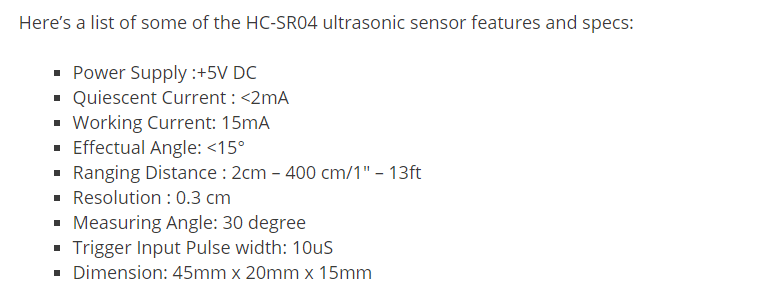 Here's a list of some of the HC-SR04 ultrasonic sensor features and specs:
▪ Power Supply :+5V DC
▪ Quiescent Current : <2mA
▪ Working Current: 15mA
▪ Effectual Angle: <15°
▪ Ranging Distance : 2cm – 400 cm/1" – 13ft
▪ Resolution : 0.3 cm
▪ Measuring Angle: 30 degree
▪ Trigger Input Pulse width: 10uS
▪ Dimension: 45mm x 20mm x 15mm